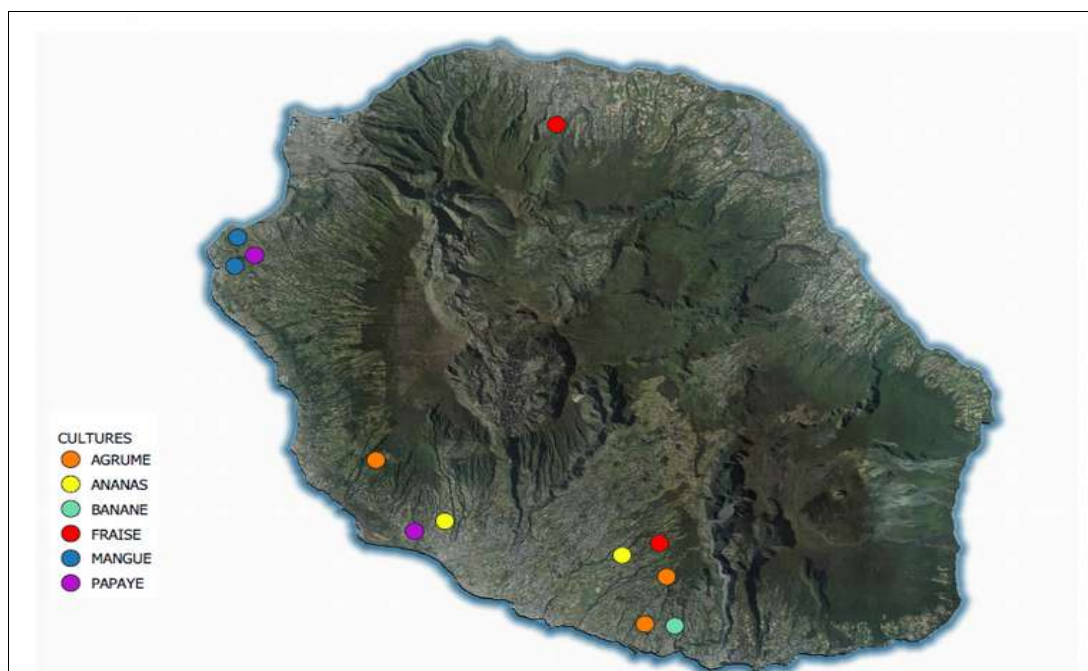 CULTURES
AGRUME
ANANAS
BANANE
FRAISE
MANGUE
PAPAYE